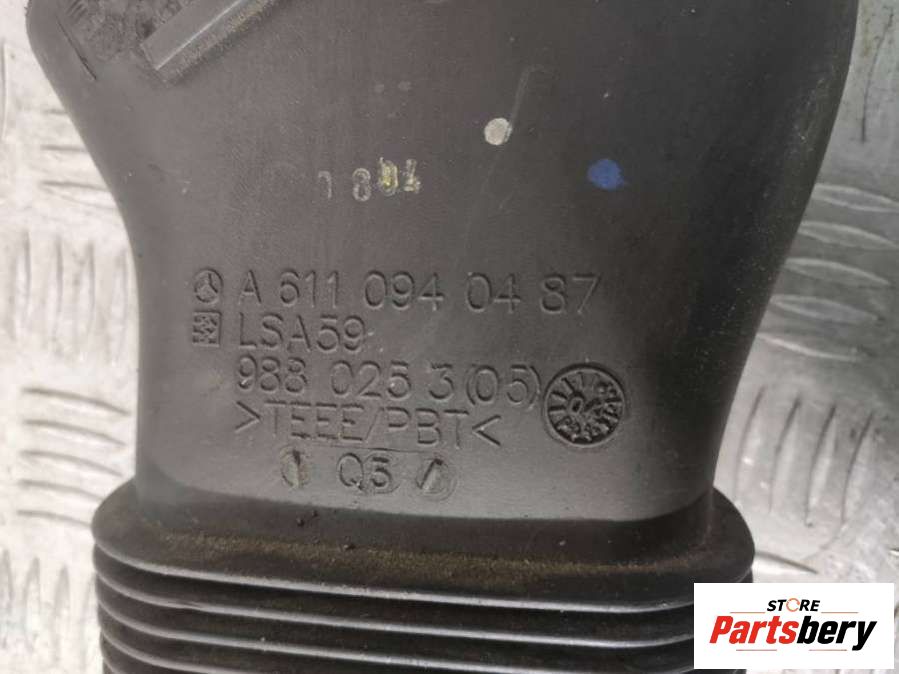 A 611 094 04 87
LSA59
988 025 3(05)
>TEEE/PBT<
Q5
STORE
Partsbery